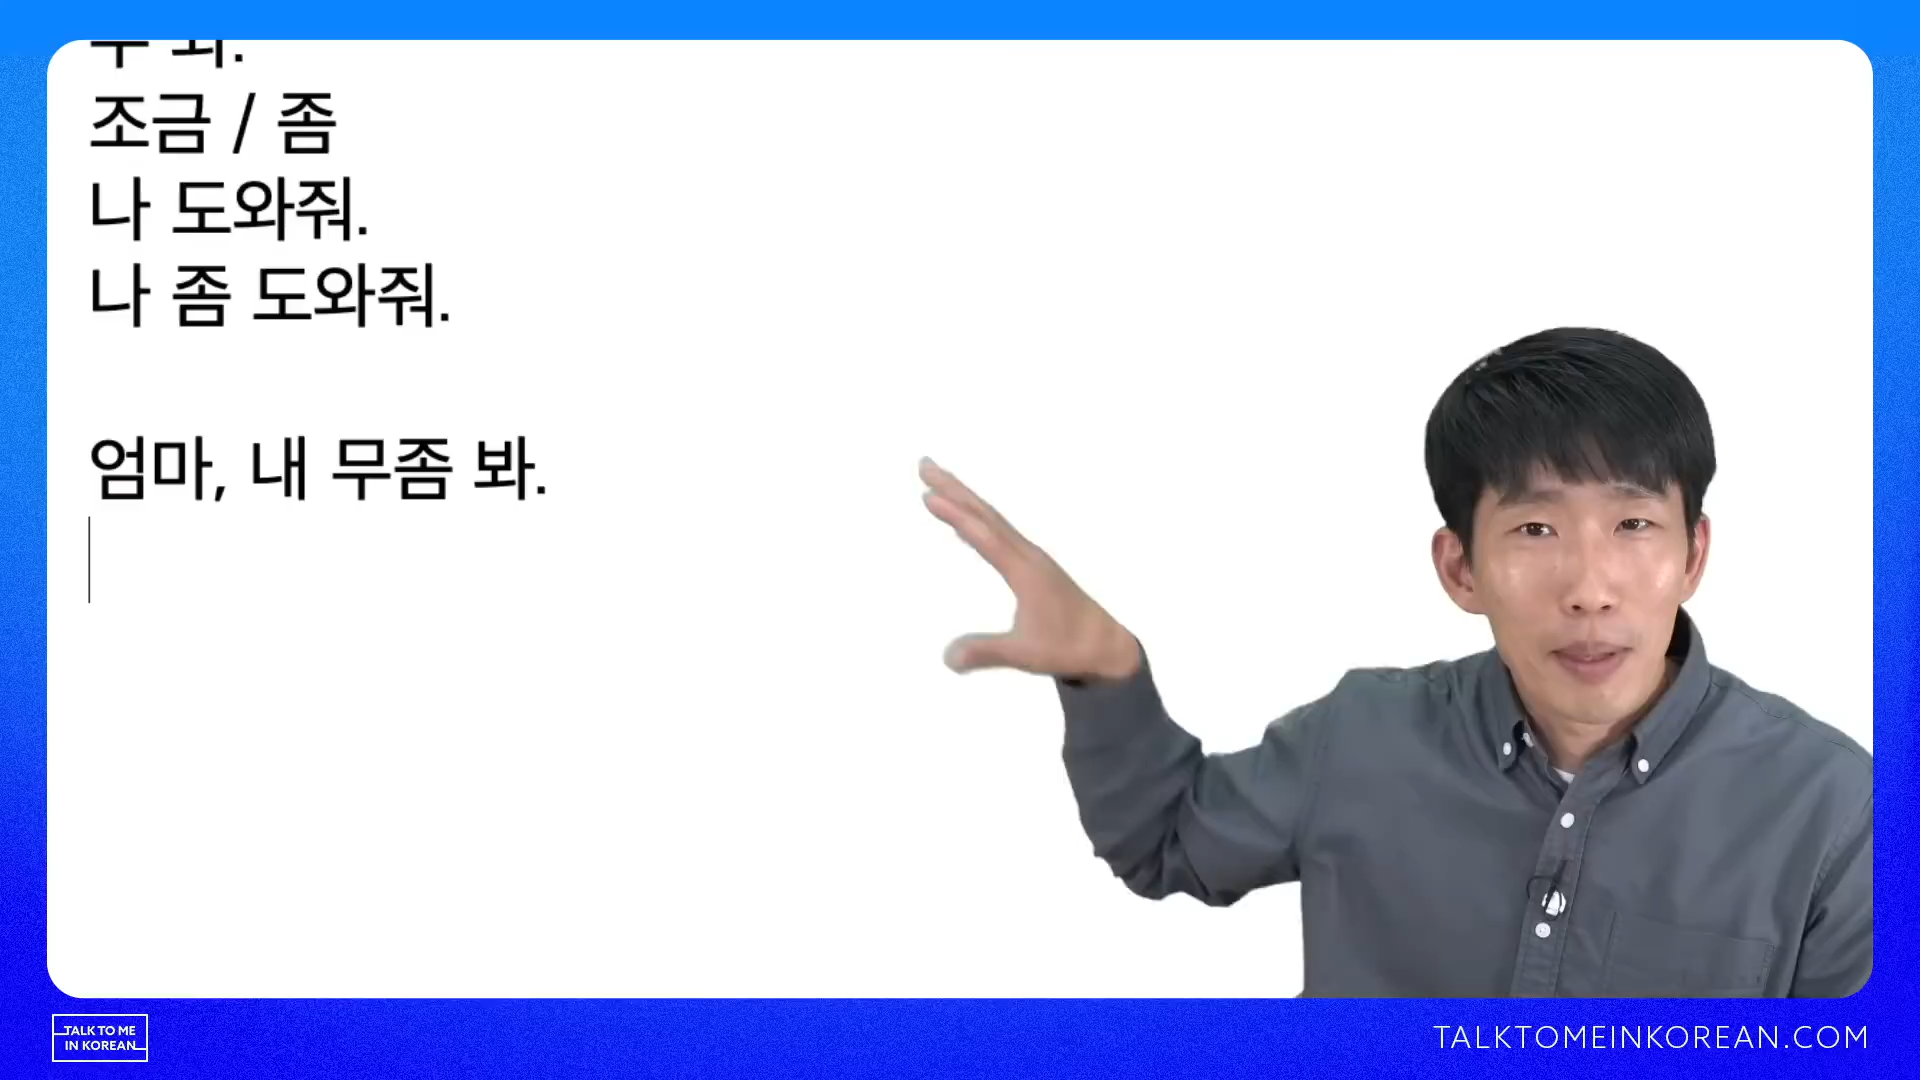 조금 / 좀
나 도와줘.
나 좀 도와줘.
엄마, 내 무좀 봐.
TALK TO ME
IN KOREAN
TALKTOMEINKOREAN.COM